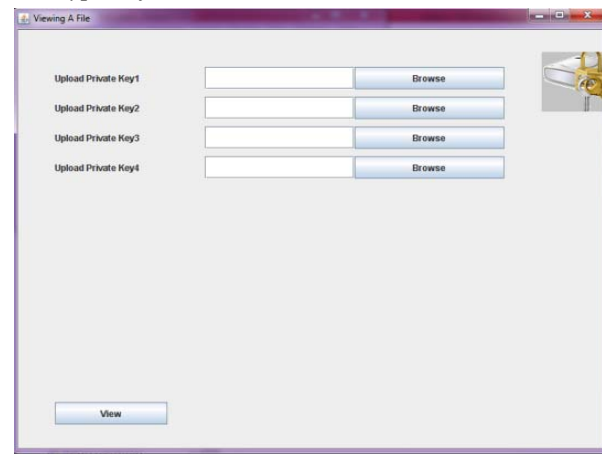 Viewing A File
Upload Private Key1 Browse
Upload Private Key2 Browse
Upload Private Key3 Browse
Upload Private Key4 Browse
View